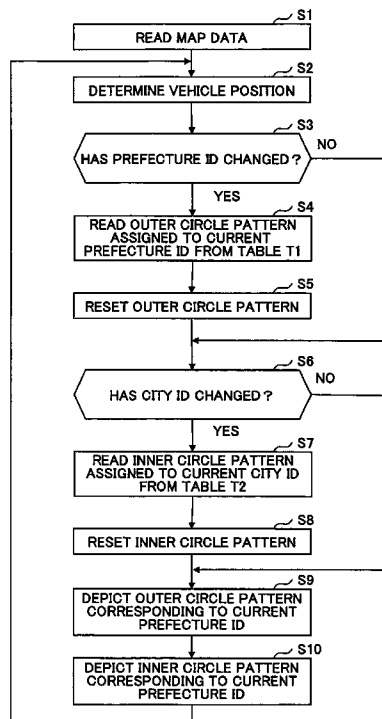 S1
READ MAP DATA
S2
DETERMINE VEHICLE POSITION
S3
HAS PREFECTURE ID CHANGED ?
NO
YES
S4
READ OUTER CIRCLE PATTERN
ASSIGNED TO CURRENT
PREFECTURE ID FROM TABLE T1
S5
RESET OUTER CIRCLE PATTERN
S6
HAS CITY ID CHANGED ?
NO
YES
S7
READ INNER CIRCLE PATTERN
ASSIGNED TO CURRENT CITY ID
FROM TABLE T2
S8
RESET INNER CIRCLE PATTERN
S9
DEPICT OUTER CIRCLE PATTERN
CORRESPONDING TO CURRENT
PREFECTURE ID
S10
DEPICT INNER CIRCLE PATTERN
CORRESPONDING TO CURRENT
PREFECTURE ID